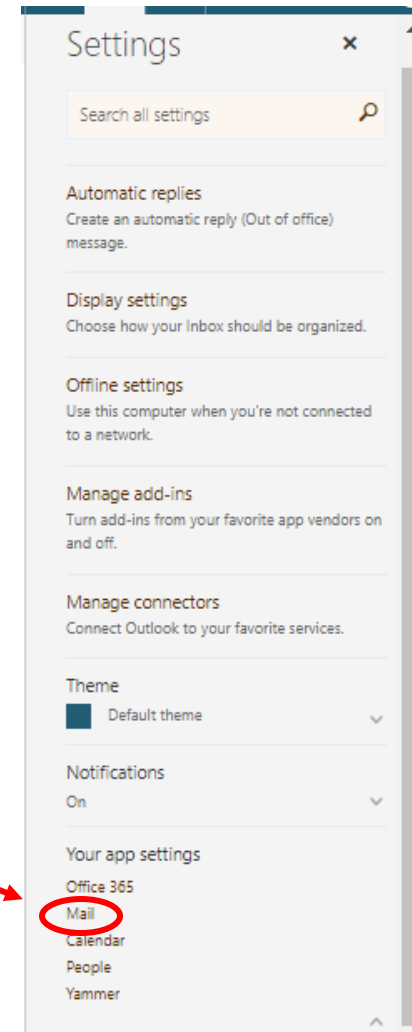 Settings
Search all settings
Automatic replies
Create an automatic reply (Out of office)
message.
Display settings
Choose how your Inbox should be organized.
Offline settings
Use this computer when you're not connected
to a network.
Manage add-ins
Turn add-ins from your favorite app vendors on
and off.
Manage connectors
Connect Outlook to your favorite services.
Theme
Default theme
Notifications
On
Your app settings
Office 365
Mail
Calendar
People
Yammer